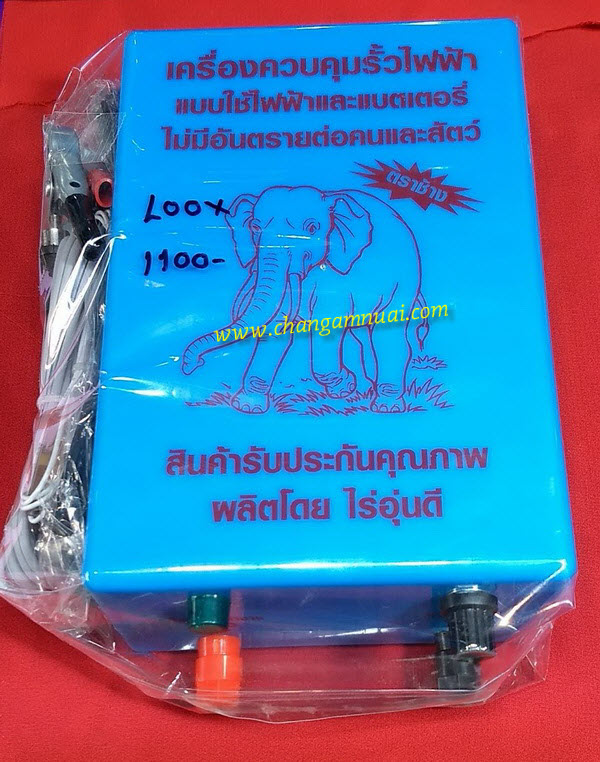 เครื่องควบคุมรั้วไฟฟ้า
แบบใช้ไฟฟ้าและแบตเตอรี่
ไม่มีอันตรายต่อคนและสัตว์
ตราช้าง
1100-
www.changamnuai.com
สินค้ารับประกันคุณภาพ
ผลิตโดย ไร่อุ่นดี